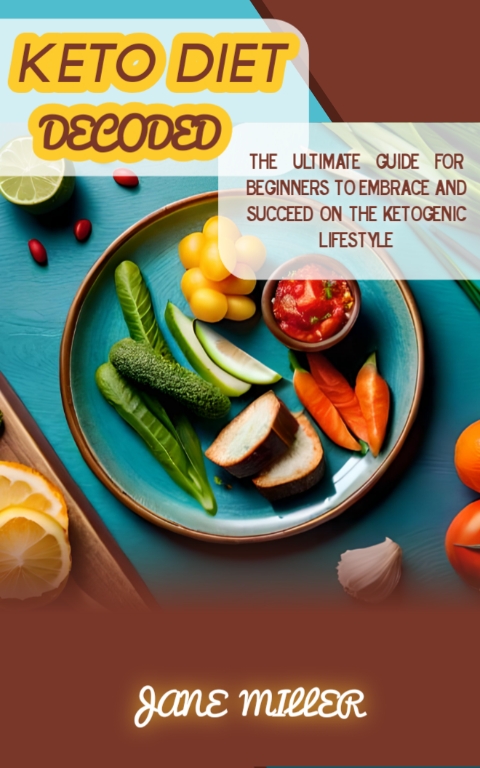 KETO DIET
DECODED
THE ULTIMATE GUIDE FOR
BEGINNERS TO EMBRACE AND
SUCCEED ON THE KETOGENIC
LIFESTYLE
JANE MILLER